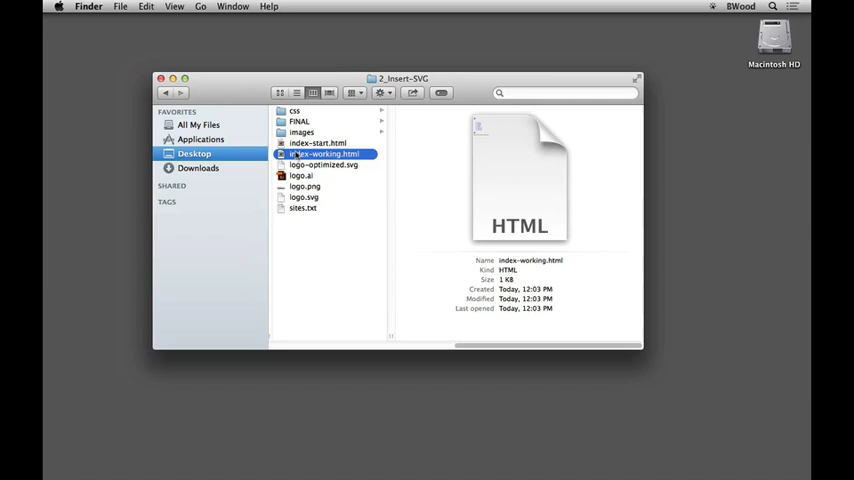 Finder File Edit View Go Window Help BWood
Macintosh HD
2_Insert-SVG
FAVORITES
All My Files
Applications
Desktop
Downloads
SHARED
TAGS
css
FINAL
images
index-start.html
index-working.html
logo-optimized.svg
logo.ai
logo.png
logo.svg
sites.txt
HTML
Name index-working.html
Kind HTML
Size 1 KB
Created Today, 12:03 PM
Modified Today, 12:03 PM
Last opened Today, 12:03 PM